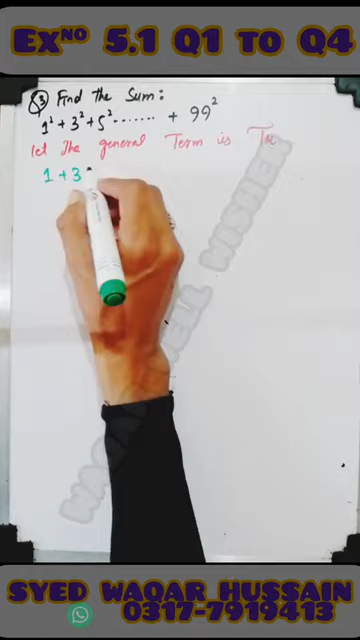 Ex^NO 5.1 Q1 TO Q4
Q3 Find the Sum:
1² + 3² + 5² ....... + 99²
let The general Term is
1 + 3
SYED WAQAR HUSSAIN
0317-7919413